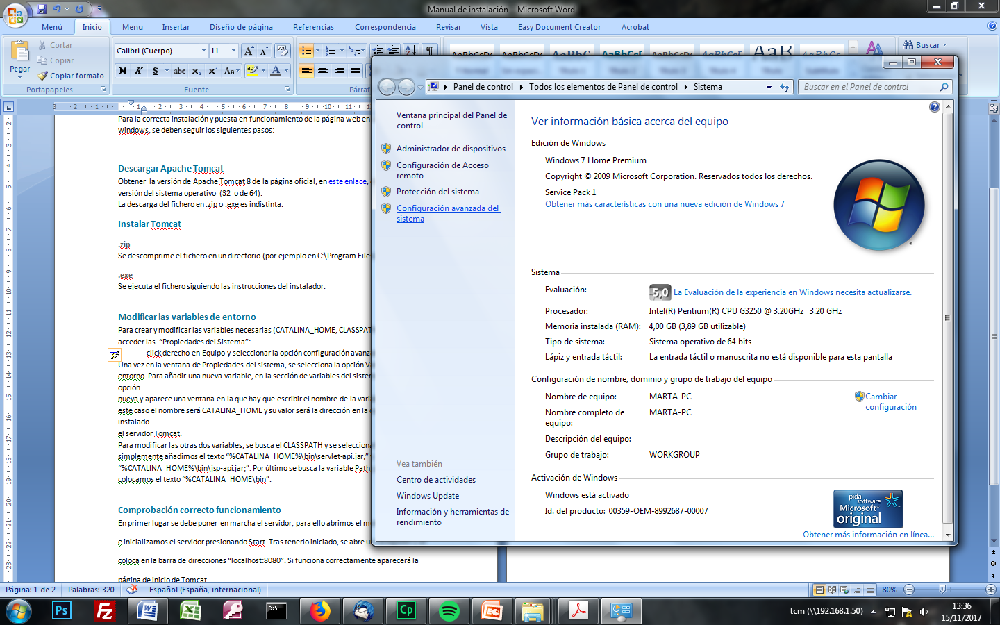 Manual de instalación - Microsoft Word
Menú
Inicio
Menu
Insertar
Diseño de página
Referencias
Correspondencia
Revisar
Vista
Easy Document Creator
Acrobat
Pegar
Cortar
Copiar
Copiar formato
Portapapeles
Calibri (Cuerpo)
11
Fuente
Párraf
Buscar
Para la correcta instalación y puesta en funcionamiento de la página web en
windows, se deben seguir los siguientes pasos:
Descargar Apache Tomcat
Obtener la versión de Apache Tomcat 8 de la página oficial, en este enlace,
versión del sistema operativo (32 o de 64).
La descarga del fichero en .zip o .exe es indistinta.
Instalar Tomcat
.zip
Se descomprime el fichero en un directorio (por ejemplo en C:\Program File
.exe
Se ejecuta el fichero siguiendo las instrucciones del instalador.
Modificar las variables de entorno
Para crear y modificar las variables necesarias (CATALINA_HOME, CLASSPAT
acceder las “Propiedades del Sistema”:
- click derecho en Equipo y seleccionar la opción configuración avanz
Una vez en la ventana de Propiedades del sistema, se selecciona la opción V
entorno. Para añadir una nueva variable, en la sección de variables del sister
opción
nueva y aparece una ventana en la que hay que escribir el nombre de la varia
este caso el nombre será CATALINA_HOME y su valor será la dirección en la
instalado
el servidor Tomcat.
Para modificar las otras dos variables, se busca el CLASSPATH y se selecciona
simplemente añadimos el texto “%CATALINA_HOME%\bin\servlet-api.jar;”
“%CATALINA_HOME%\bin\jsp-api.jar;”. Por último se busca la variable Path
colocamos el texto “%CATALINA_HOME\bin”.
Comprobación correcto funcionamiento
En primer lugar se debe poner en marcha el servidor, para ello abrimos el m
e inicializamos el servidor presionando Start. Tras tenerlo iniciado, se abre u
coloca en la barra de direcciones “localhost:8080”. Si funciona correctamente aparecerá la
página de inicio de Tomcat
Panel de control
Todos los elementos de Panel de control
Sistema
Buscar en el Panel de control
Ventana principal del Panel de
control
Administrador de dispositivos
Configuración de Acceso
remoto
Protección del sistema
Configuración avanzada del
sistema
Vea también
Centro de actividades
Windows Update
Información y herramientas de
rendimiento
Ver información básica acerca del equipo
Edición de Windows
Windows 7 Home Premium
Copyright © 2009 Microsoft Corporation. Reservados todos los derechos.
Service Pack 1
Obtener más características con una nueva edición de Windows 7
Sistema
Evaluación: 5,0 La Evaluación de la experiencia en Windows necesita actualizarse.
Procesador: Intel(R) Pentium(R) CPU G3250 @ 3.20GHz 3.20 GHz
Memoria instalada (RAM): 4,00 GB (3,89 GB utilizable)
Tipo de sistema: Sistema operativo de 64 bits
Lápiz y entrada táctil: La entrada táctil o manuscrita no está disponible para esta pantalla
Configuración de nombre, dominio y grupo de trabajo del equipo
Nombre de equipo: MARTA-PC
Cambiar
configuración
Nombre completo de
equipo: MARTA-PC
Descripción del equipo:
Grupo de trabajo: WORKGROUP
Activación de Windows
Windows está activado
Id. del producto: 00359-OEM-8992687-00007
pida
software
Microsoft
original
Obtener más información en línea...
Página: 1 de 2
Palabras: 320
Español (España, internacional)
80%
tcm (\\192.168.1.50)
13:36
15/11/2017